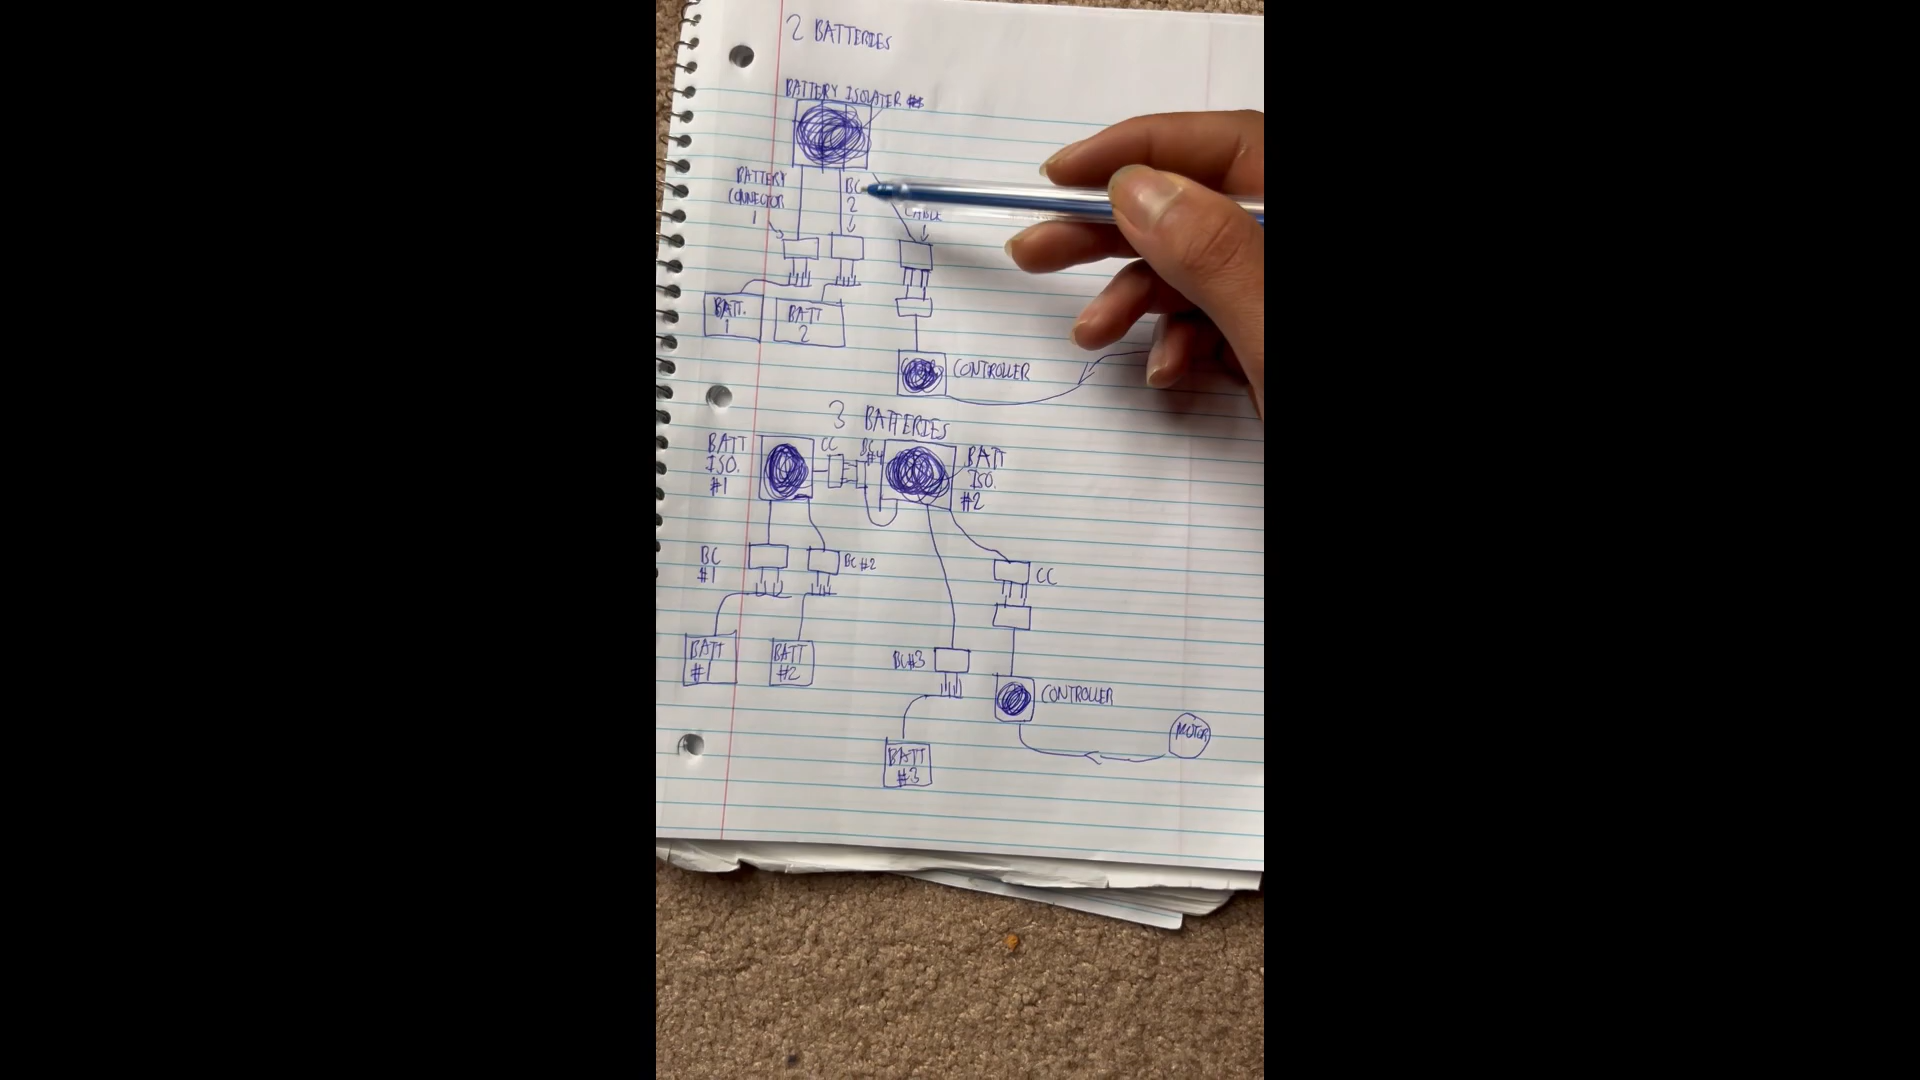 2 BATTERIES
BATTERY ISOLATER
BATTERY
CONNECTOR
1
BC
2
CABLE
BATT.
1
BATT
2
CONTROLLER
3 BATTERIES
BATT
ISO.
#1
CC
BC
#4
BATT
ISO.
#2
BC
#1
BC #2
CC
BATT
#1
BATT
#2
BC#3
CONTROLLER
MOTOR
BATT
#3